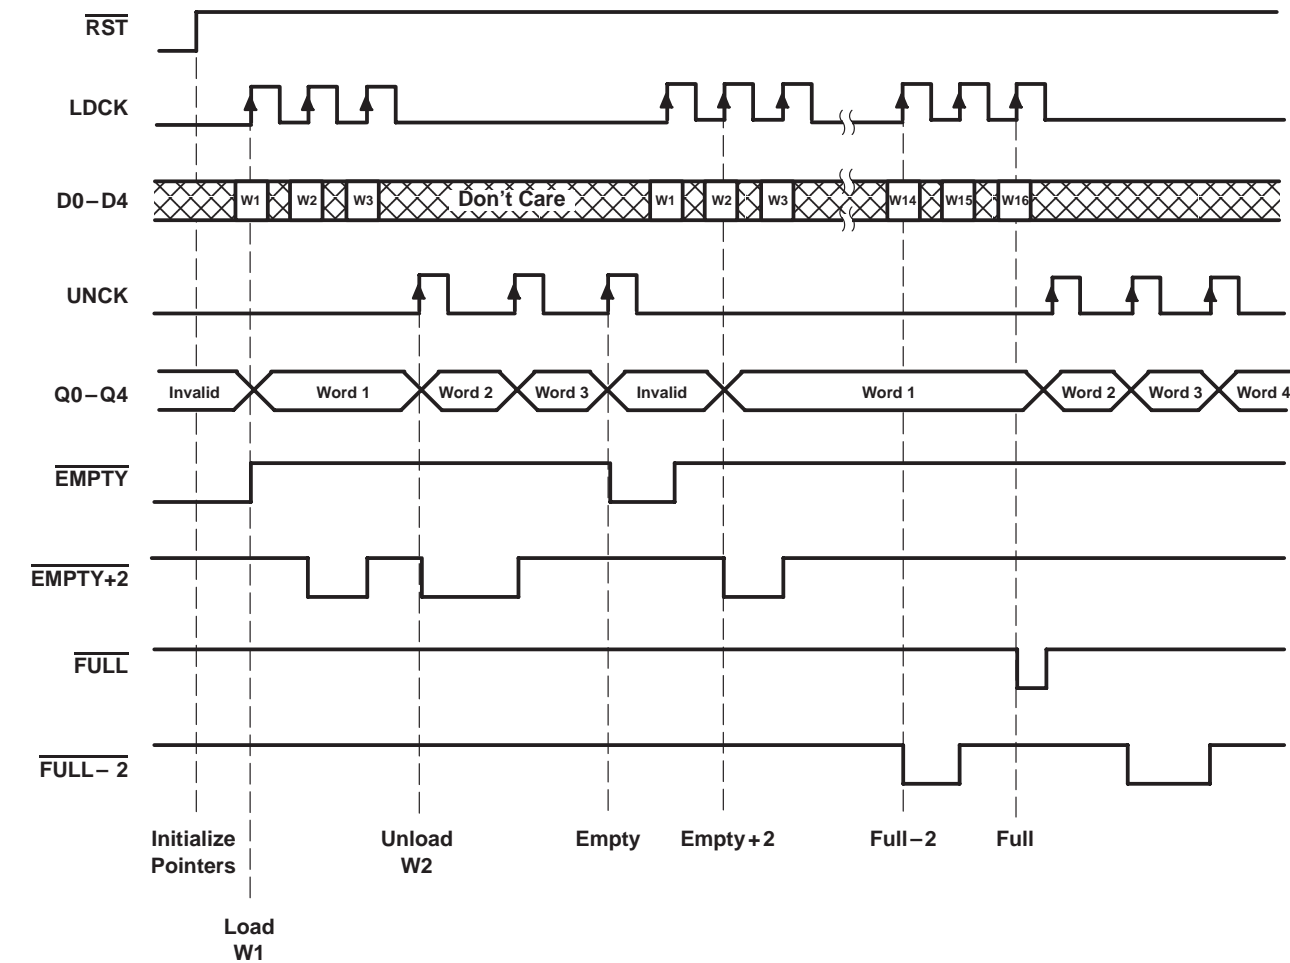 RST
LDCK
D0–D4 W1 W2 W3 Don't Care W1 W2 W3 W14 W15 W16
UNCK
Q0–Q4 Invalid Word 1 Word 2 Word 3 Invalid Word 1 Word 2 Word 3 Word 4
EMPTY
EMPTY+2
FULL
FULL– 2
Initialize Pointers
Load W1
Unload W2
Empty
Empty+2
Full–2
Full